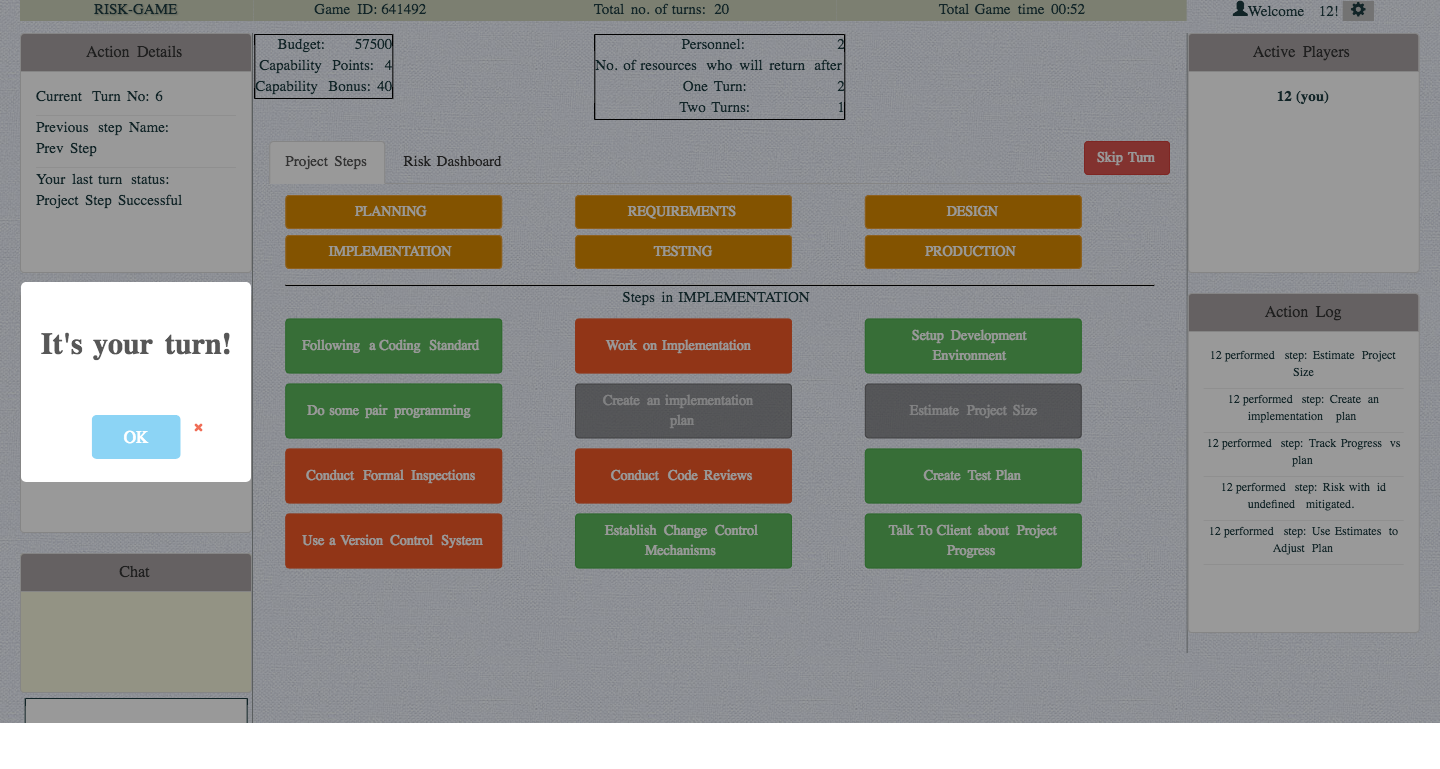 RISK-GAME
Game ID: 641492
Total no. of turns: 20
Total Game time 00:52
Welcome 12!
Action Details
Current Turn No: 6
Previous step Name:
Prev Step
Your last turn status:
Project Step Successful
Budget: 57500
Capability Points: 4
Capability Bonus: 40
Personnel: 2
No. of resources who will return after
One Turn: 2
Two Turns: 1
Project Steps
Risk Dashboard
Skip Turn
PLANNING
REQUIREMENTS
DESIGN
IMPLEMENTATION
TESTING
PRODUCTION
Steps in IMPLEMENTATION
Following a Coding Standard
Work on Implementation
Setup Development
Environment
Do some pair programming
Create an implementation
plan
Estimate Project Size
Conduct Formal Inspections
Conduct Code Reviews
Create Test Plan
Use a Version Control System
Establish Change Control
Mechanisms
Talk To Client about Project
Progress
It's your turn!
OK
Chat
Active Players
12 (you)
Action Log
12 performed step: Estimate Project
Size
12 performed step: Create an
implementation plan
12 performed step: Track Progress vs
plan
12 performed step: Risk with id
undefined mitigated.
12 performed step: Use Estimates to
Adjust Plan